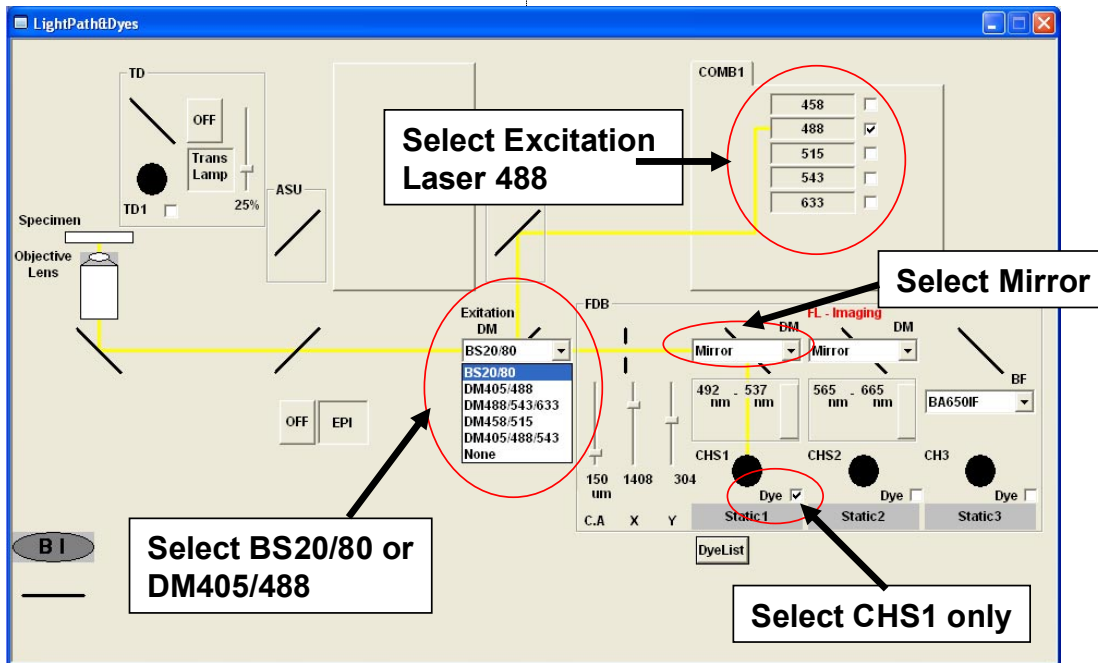 LightPath&Dyes
TD
OFF
Trans
Lamp
TD1
25%
ASU
COMB1
458
488
515
543
633
Select Excitation
Laser 488
Specimen
Objective
Lens
Select Mirror
Exitation
DM
BS20/80
BS20/80
DM405/488
DM488/543/633
DM458/515
DM405/488/543
None
FDB
FL - Imaging
DM
DM
Mirror
Mirror
BF
BA650IF
492 - 537
nm nm
565 - 665
nm nm
OFF
EPI
CHS1
CHS2
CH3
150
um
1408
304
C.A
X
Y
Dye
Dye
Dye
Static1
Static2
Static3
DyeList
B I
Select BS20/80 or
DM405/488
Select CHS1 only